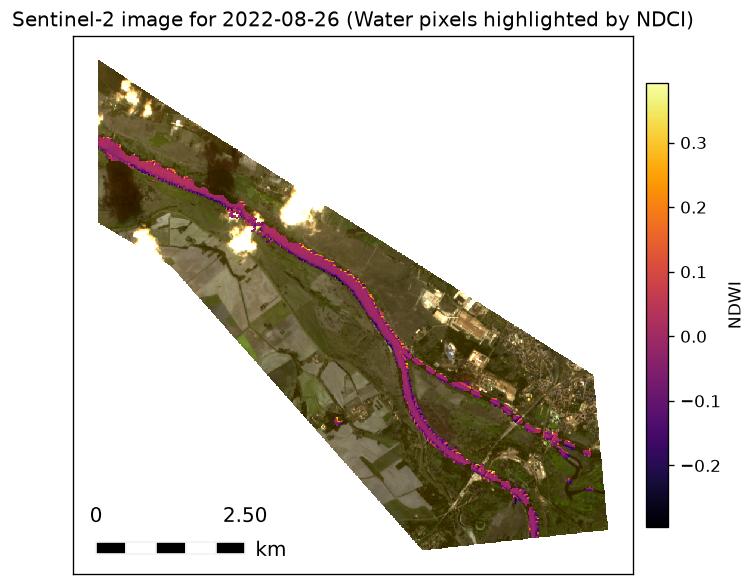 Sentinel-2 image for 2022-08-26 (Water pixels highlighted by NDCI)
0.3
0.2
0.1
0.0
−0.1
−0.2
NDWI
0 2.50
km